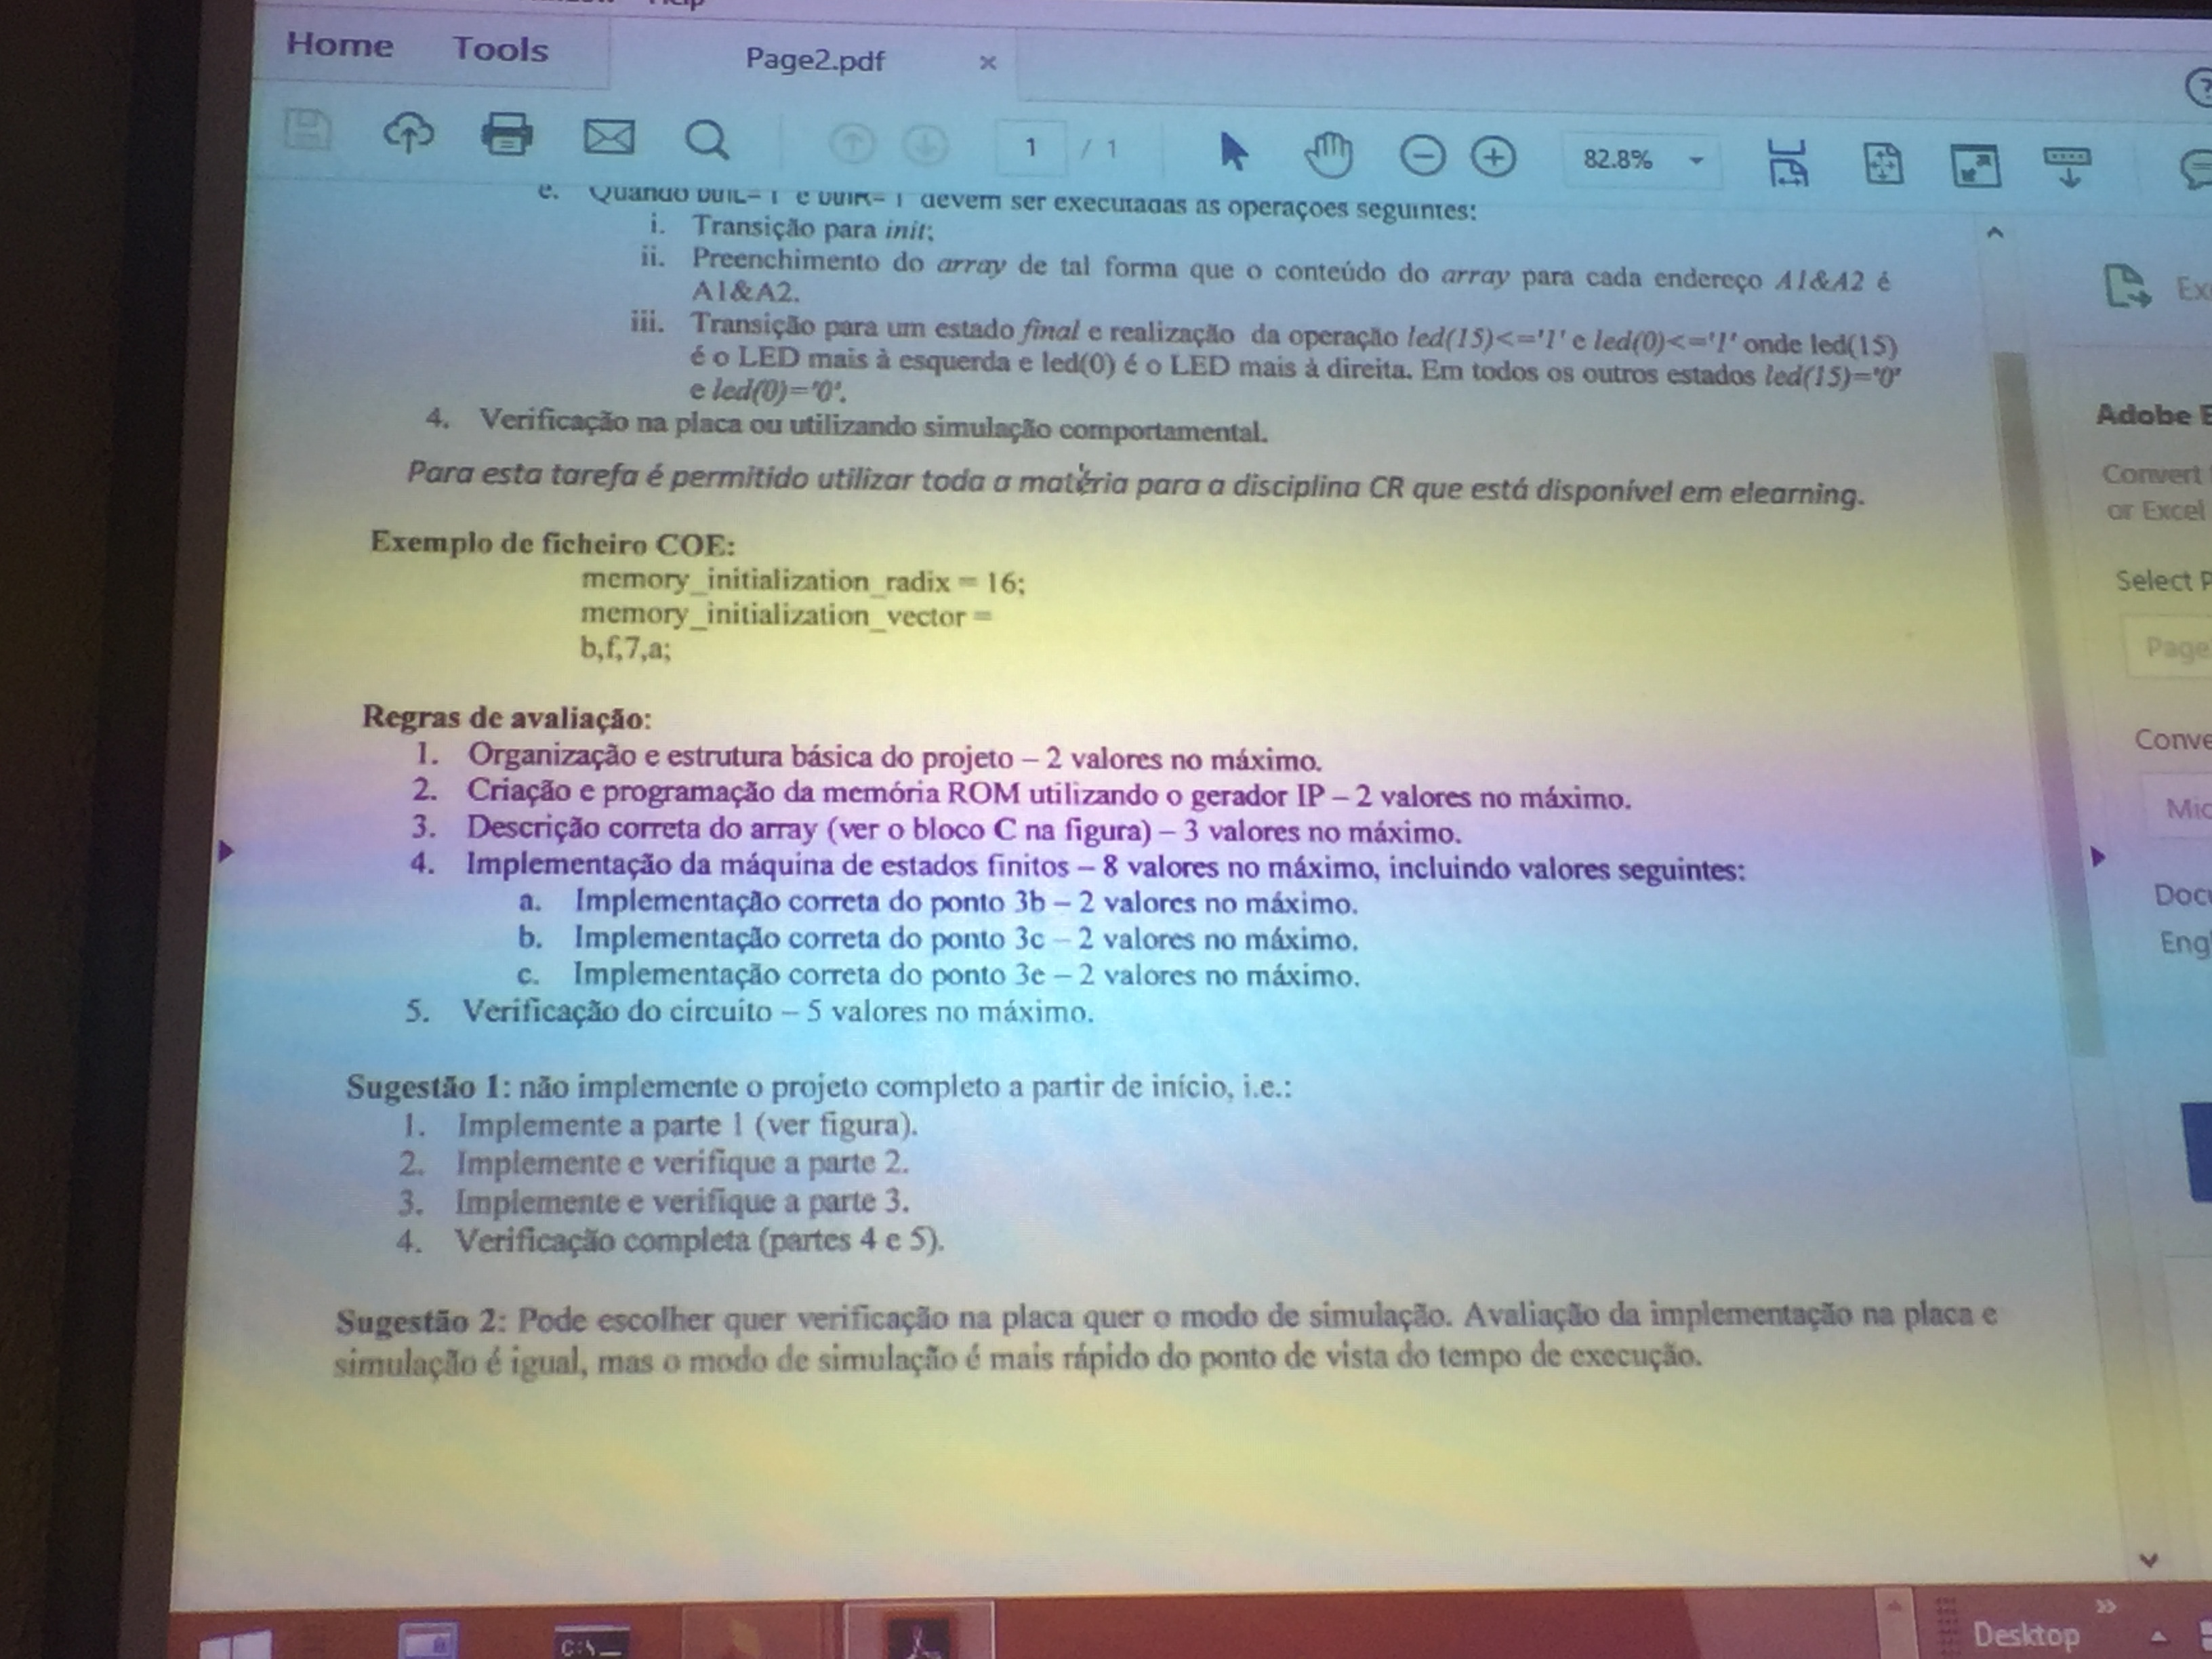 Help
Home Tools Page2.pdf ×
1 / 1 82.8%
e. Quando butL='1' e butR='1' devem ser executadas as operações seguintes:
i. Transição para init;
ii. Preenchimento do array de tal forma que o conteúdo do array para cada endereço A1&A2 é
A1&A2.
iii. Transição para um estado final e realização da operação led(15)<='1' e led(0)<='1' onde led(15)
é o LED mais à esquerda e led(0) é o LED mais à direita. Em todos os outros estados led(15)='0'
e led(0)='0'.
4. Verificação na placa ou utilizando simulação comportamental.
Para esta tarefa é permitido utilizar toda a matéria para a disciplina CR que está disponível em elearning.
Exemplo de ficheiro COE:
memory_initialization_radix = 16;
memory_initialization_vector =
b,f,7,a;
Regras de avaliação:
1. Organização e estrutura básica do projeto – 2 valores no máximo.
2. Criação e programação da memória ROM utilizando o gerador IP – 2 valores no máximo.
3. Descrição correta do array (ver o bloco C na figura) – 3 valores no máximo.
4. Implementação da máquina de estados finitos – 8 valores no máximo, incluindo valores seguintes:
a. Implementação correta do ponto 3b – 2 valores no máximo.
b. Implementação correta do ponto 3c – 2 valores no máximo.
c. Implementação correta do ponto 3e – 2 valores no máximo.
5. Verificação do circuito – 5 valores no máximo.
Sugestão 1: não implemente o projeto completo a partir de início, i.e.:
1. Implemente a parte 1 (ver figura).
2. Implemente e verifique a parte 2.
3. Implemente e verifique a parte 3.
4. Verificação completa (partes 4 e 5).
Sugestão 2: Pode escolher quer verificação na placa quer o modo de simulação. Avaliação da implementação na placa e
simulação é igual, mas o modo de simulação é mais rápido do ponto de vista do tempo de execução.
Adobe E
Convert
or Excel
Select P
Page
Conve
Mic
Docu
Engl
C:\_
Desktop